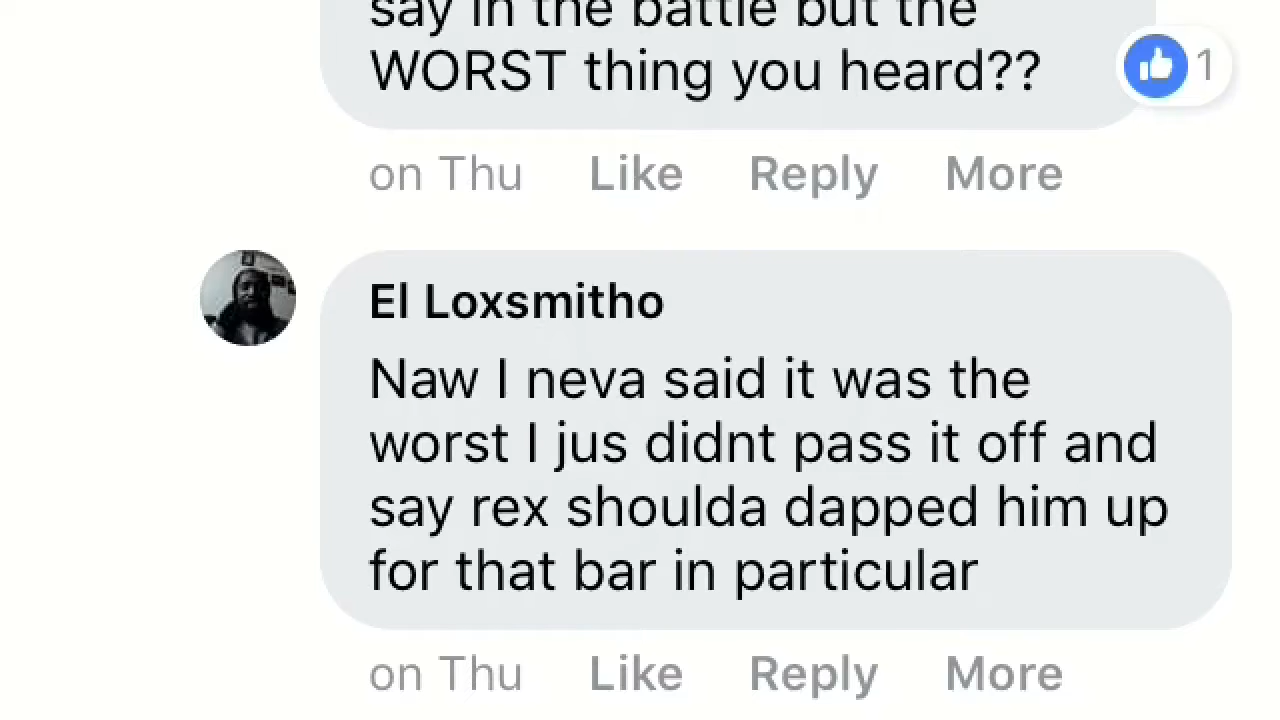 say in the battle but the
WORST thing you heard??
1
on Thu Like Reply More
El Loxsmitho
Naw I neva said it was the
worst I jus didnt pass it off and
say rex shoulda dapped him up
for that bar in particular
on Thu Like Reply More